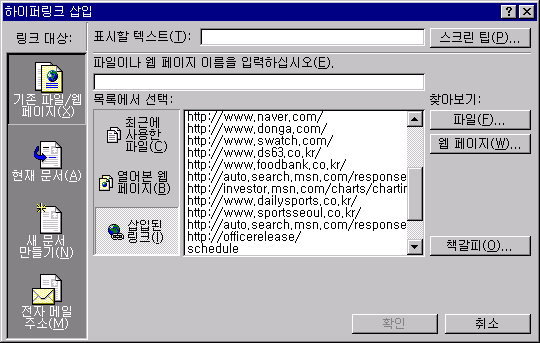 하이퍼링크 삽입
링크 대상:
표시할 텍스트(T):
스크린 팁(P)...
파일이나 웹 페이지 이름을 입력하십시오(E).
기존 파일/웹
페이지(X)
현재 문서(A)
새 문서
만들기(N)
전자 메일
주소(M)
목록에서 선택:
최근에
사용한
파일(C)
열어본 웹
페이지(B)
삽입된
링크(I)
http://www.naver.com/
http://www.donga.com/
http://www.swatch.com/
http://www.ds63.co.kr/
http://www.foodbank.co.kr/
http://auto.search.msn.com/response
http://investor.msn.com/charts/chartin
http://www.dailysports.co.kr/
http://www.sportsseoul.co.kr/
http://auto.search.msn.com/response
http://officerelease/
schedule
찾아보기:
파일(F)...
웹 페이지(W)...
책갈피(O)...
확인
취소